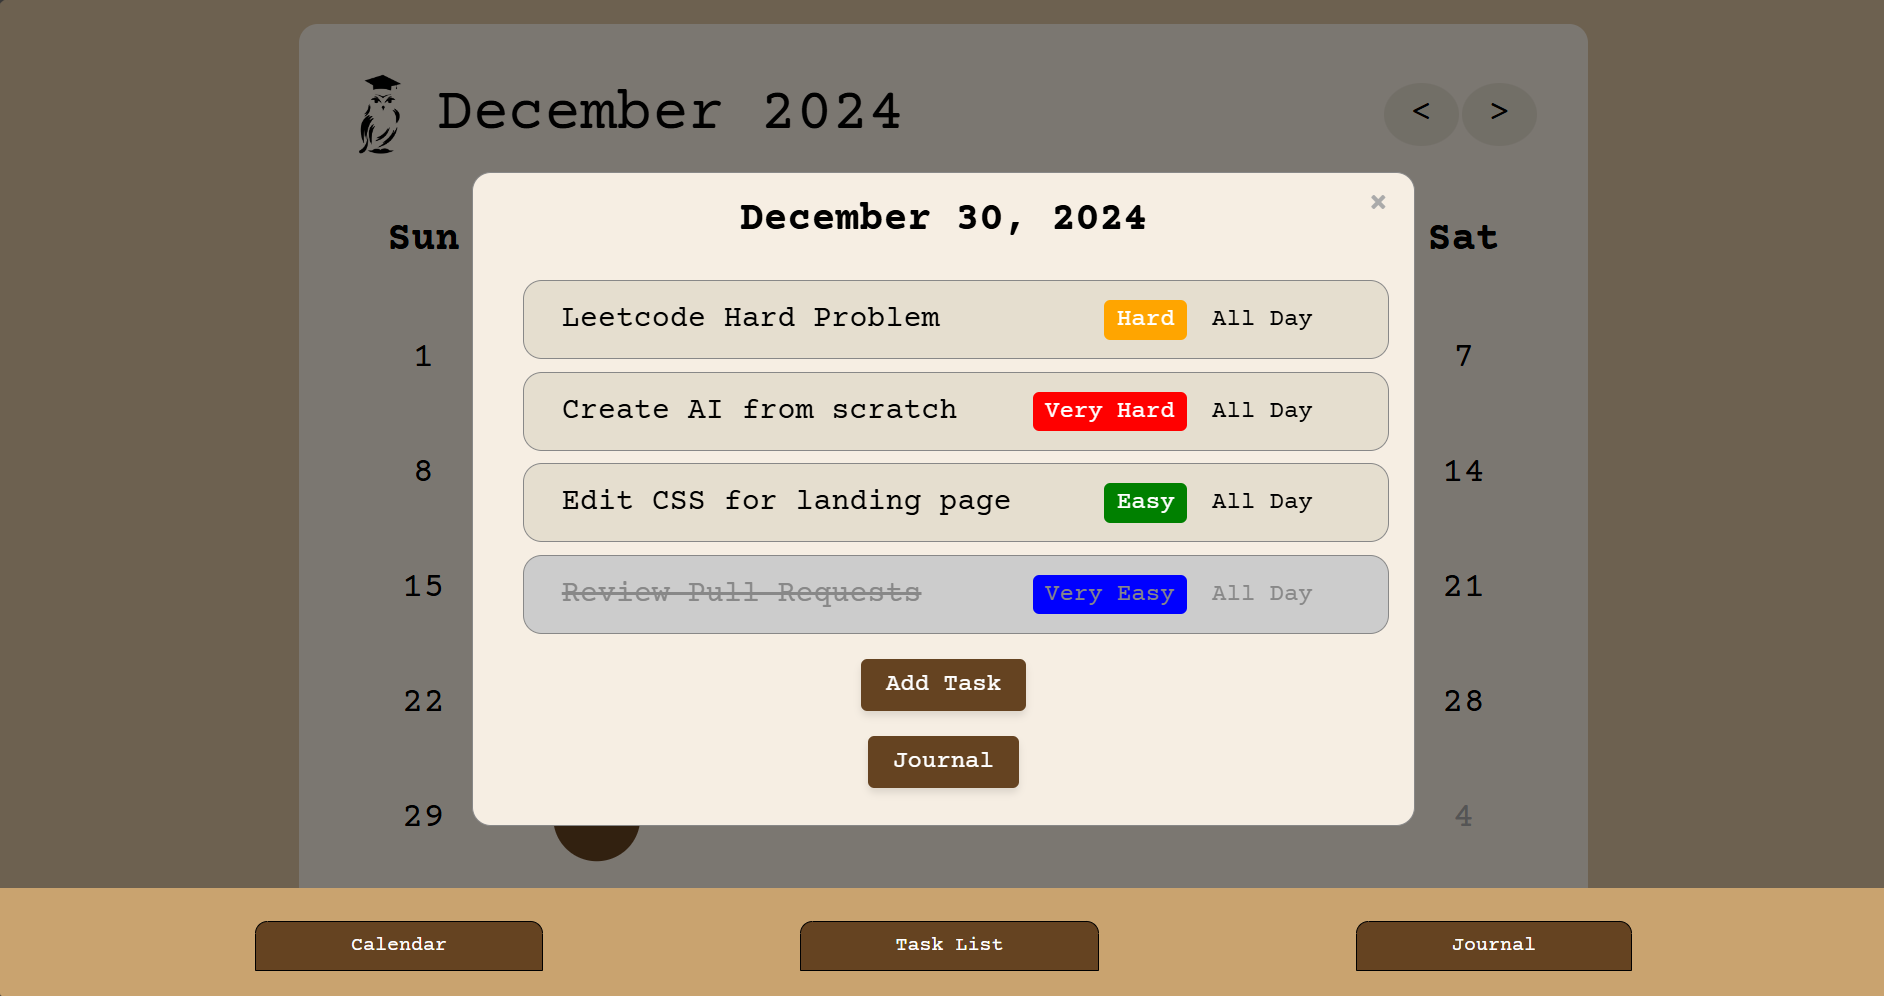 December 2024
< >
December 30, 2024
×
Sun
Sat
Leetcode Hard Problem Hard All Day
1
7
Create AI from scratch Very Hard All Day
8
14
Edit CSS for landing page Easy All Day
15
21
Review Pull Requests Very Easy All Day
Add Task
22
28
Journal
29
4
Calendar
Task List
Journal